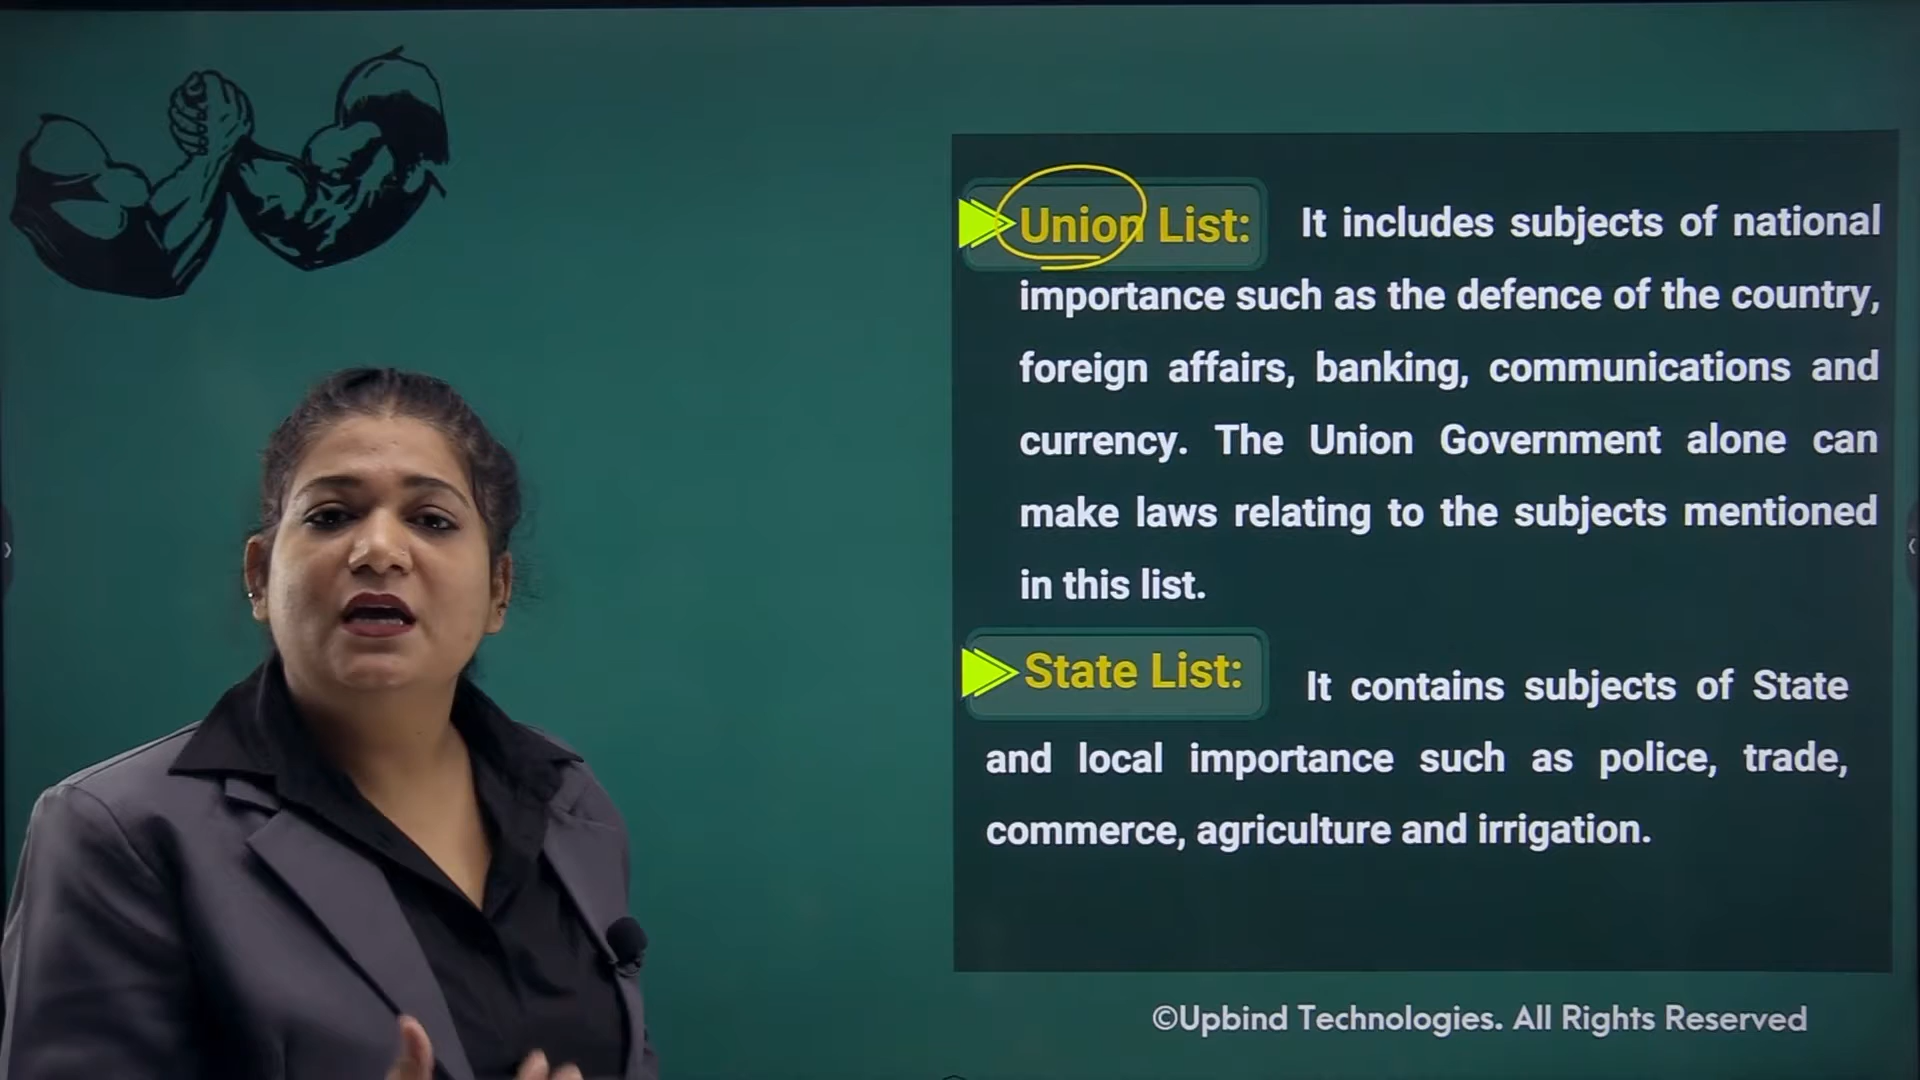 Union List: It includes subjects of national
importance such as the defence of the country,
foreign affairs, banking, communications and
currency. The Union Government alone can
make laws relating to the subjects mentioned
in this list.
State List: It contains subjects of State
and local importance such as police, trade,
commerce, agriculture and irrigation.
©Upbind Technologies. All Rights Reserved